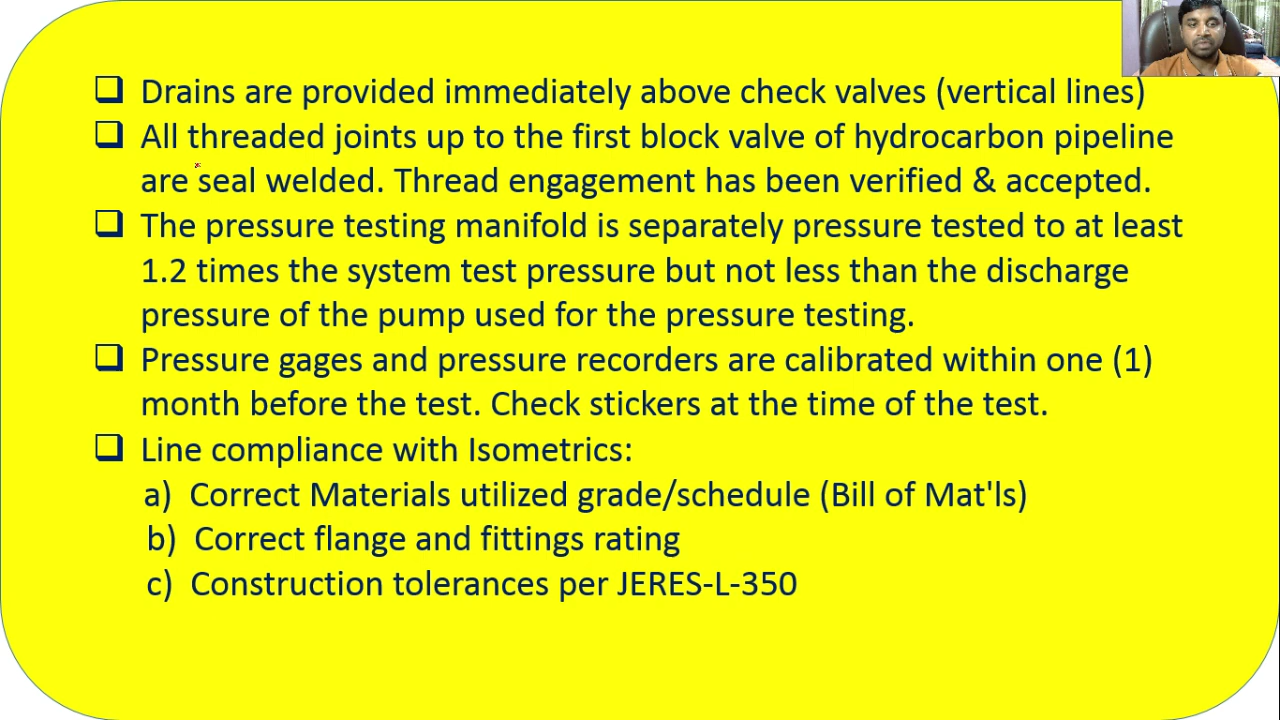 ❑ Drains are provided immediately above check valves (vertical lines)
❑ All threaded joints up to the first block valve of hydrocarbon pipeline
are seal welded. Thread engagement has been verified & accepted.
❑ The pressure testing manifold is separately pressure tested to at least
1.2 times the system test pressure but not less than the discharge
pressure of the pump used for the pressure testing.
❑ Pressure gages and pressure recorders are calibrated within one (1)
month before the test. Check stickers at the time of the test.
❑ Line compliance with Isometrics:
a) Correct Materials utilized grade/schedule (Bill of Mat'ls)
b) Correct flange and fittings rating
c) Construction tolerances per JERES-L-350